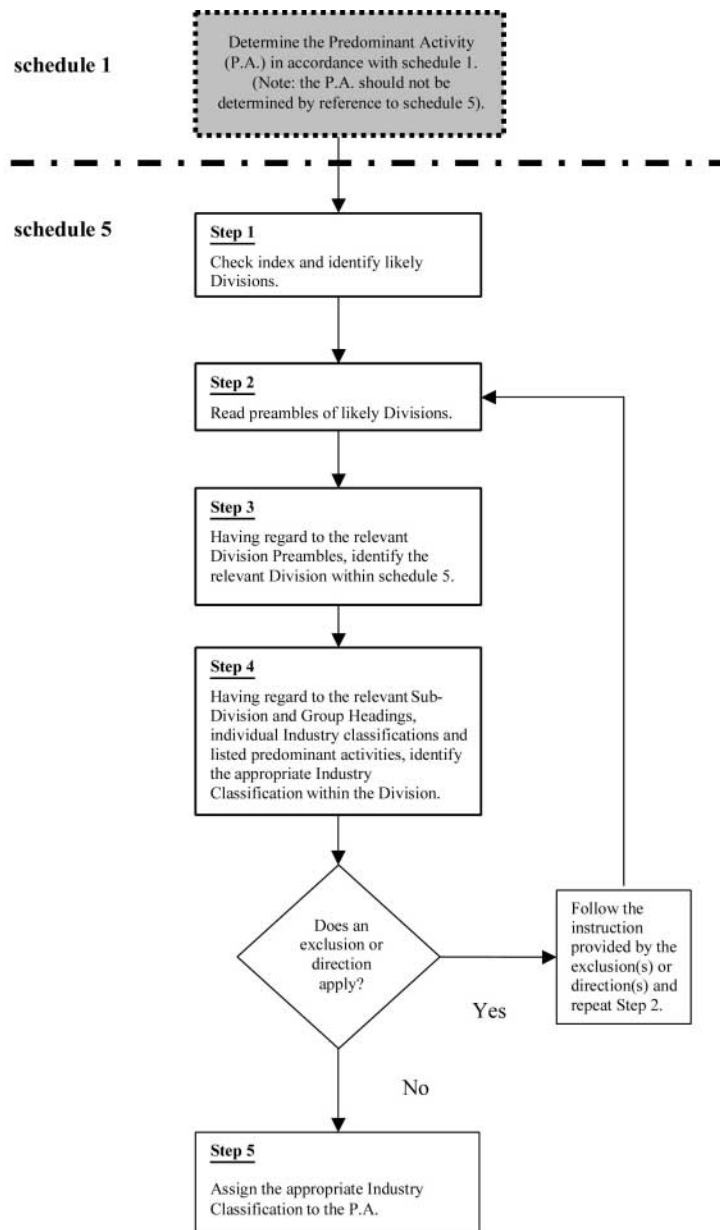 schedule 1
Determine the Predominant Activity
(P.A.) in accordance with schedule 1.
(Note: the P.A. should not be
determined by reference to schedule 5).
schedule 5
Step 1
Check index and identify likely
Divisions.
Step 2
Read preambles of likely Divisions.
Step 3
Having regard to the relevant
Division Preambles, identify the
relevant Division within schedule 5.
Step 4
Having regard to the relevant Sub-
Division and Group Headings,
individual Industry classifications and
listed predominant activities, identify
the appropriate Industry
Classification within the Division.
Does an
exclusion or
direction
apply?
Yes
Follow the
instruction
provided by the
exclusion(s) or
direction(s) and
repeat Step 2.
No
Step 5
Assign the appropriate Industry
Classification to the P.A.